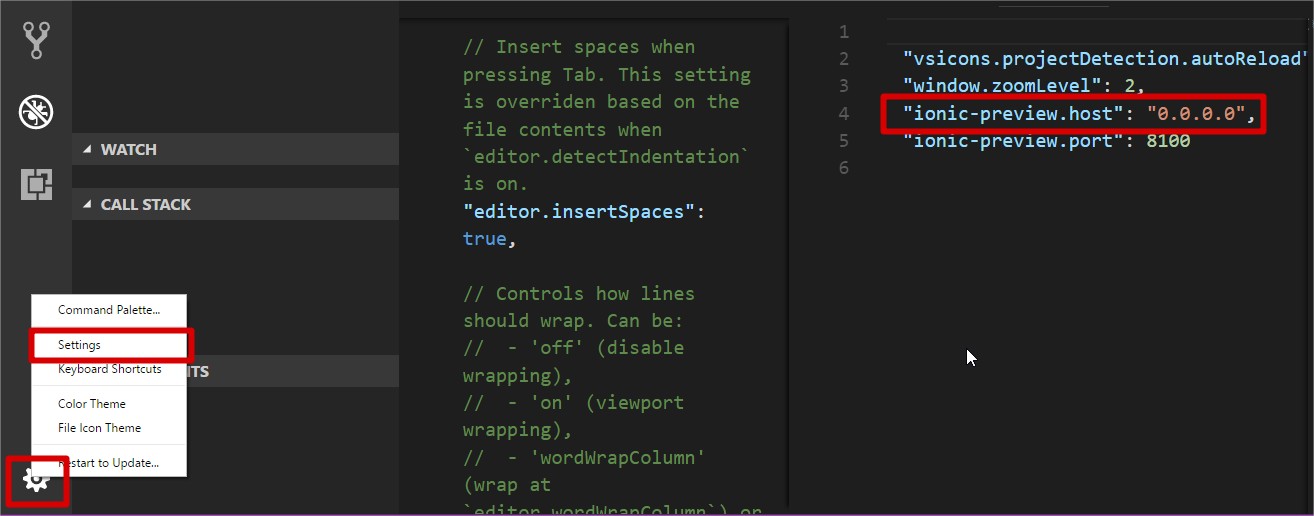 WATCH
CALL STACK
Command Palette...
Settings
Keyboard Shortcuts
Color Theme
File Icon Theme
Restart to Update...
// Insert spaces when
pressing Tab. This setting
is overriden based on the
file contents when
`editor.detectIndentation`
is on.
"editor.insertSpaces":
true,
// Controls how lines
should wrap. Can be:
//  - 'off' (disable
wrapping),
//  - 'on' (viewport
wrapping),
//  - 'wordWrapColumn'
(wrap at
`editor.wordWrapColumn`) or
1
2 "vsicons.projectDetection.autoReload"
3 "window.zoomLevel": 2,
4 "ionic-preview.host": "0.0.0.0",
5 "ionic-preview.port": 8100
6